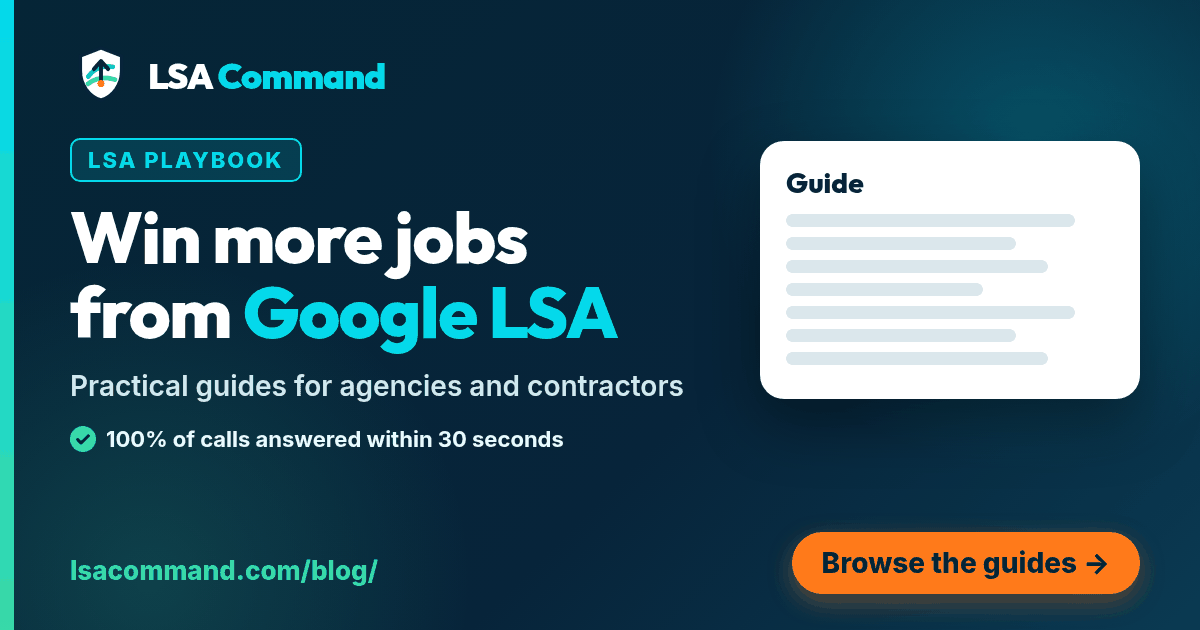 LSA Command
LSA PLAYBOOK
Win more jobs
from Google LSA
Practical guides for agencies and contractors
100% of calls answered within 30 seconds
lsacommand.com/blog/
Guide
Browse the guides →